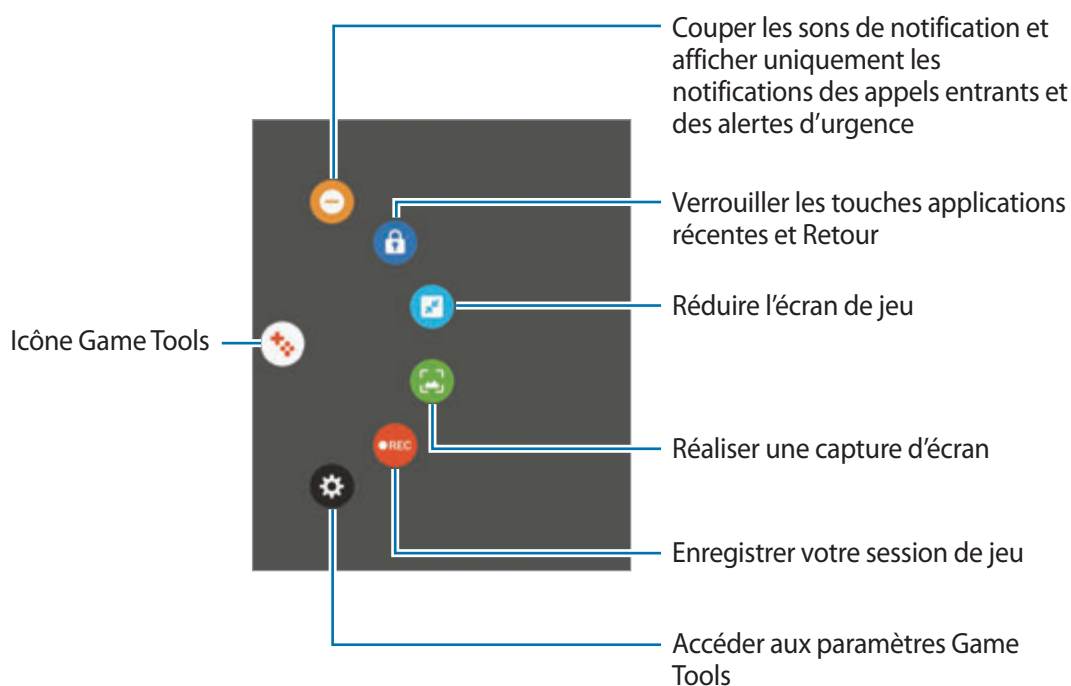 Couper les sons de notification et
afficher uniquement les
notifications des appels entrants et
des alertes d'urgence
Verrouiller les touches applications
récentes et Retour
Réduire l'écran de jeu
Icône Game Tools
Réaliser une capture d'écran
REC
Enregistrer votre session de jeu
Accéder aux paramètres Game
Tools